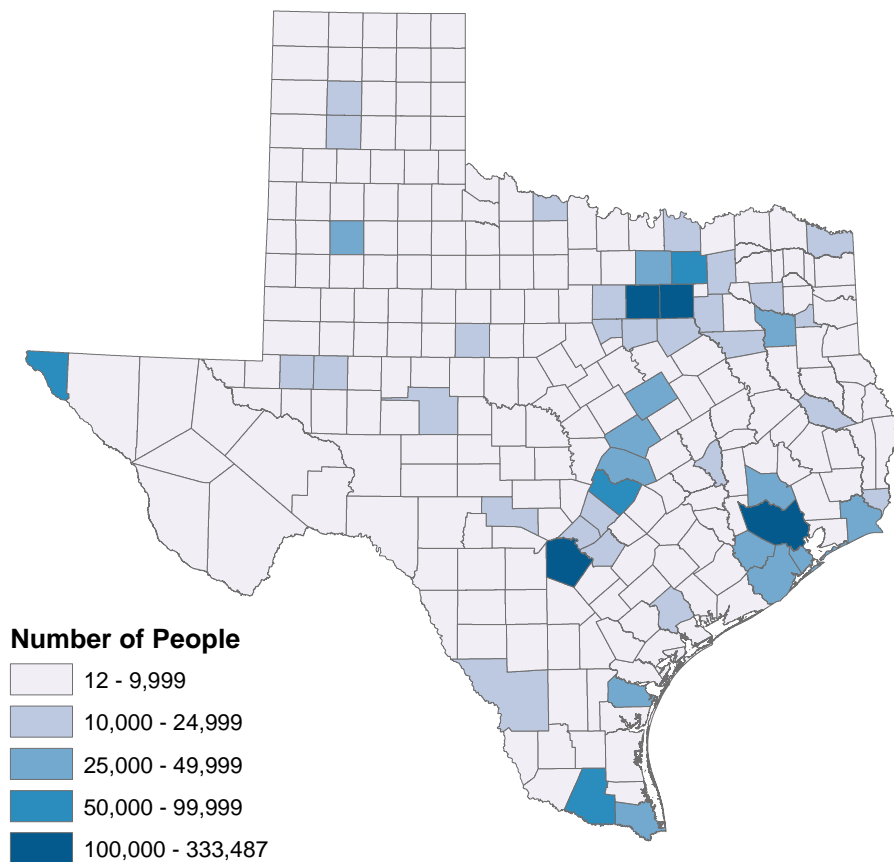 Number of People
12 - 9,999
10,000 - 24,999
25,000 - 49,999
50,000 - 99,999
100,000 - 333,487